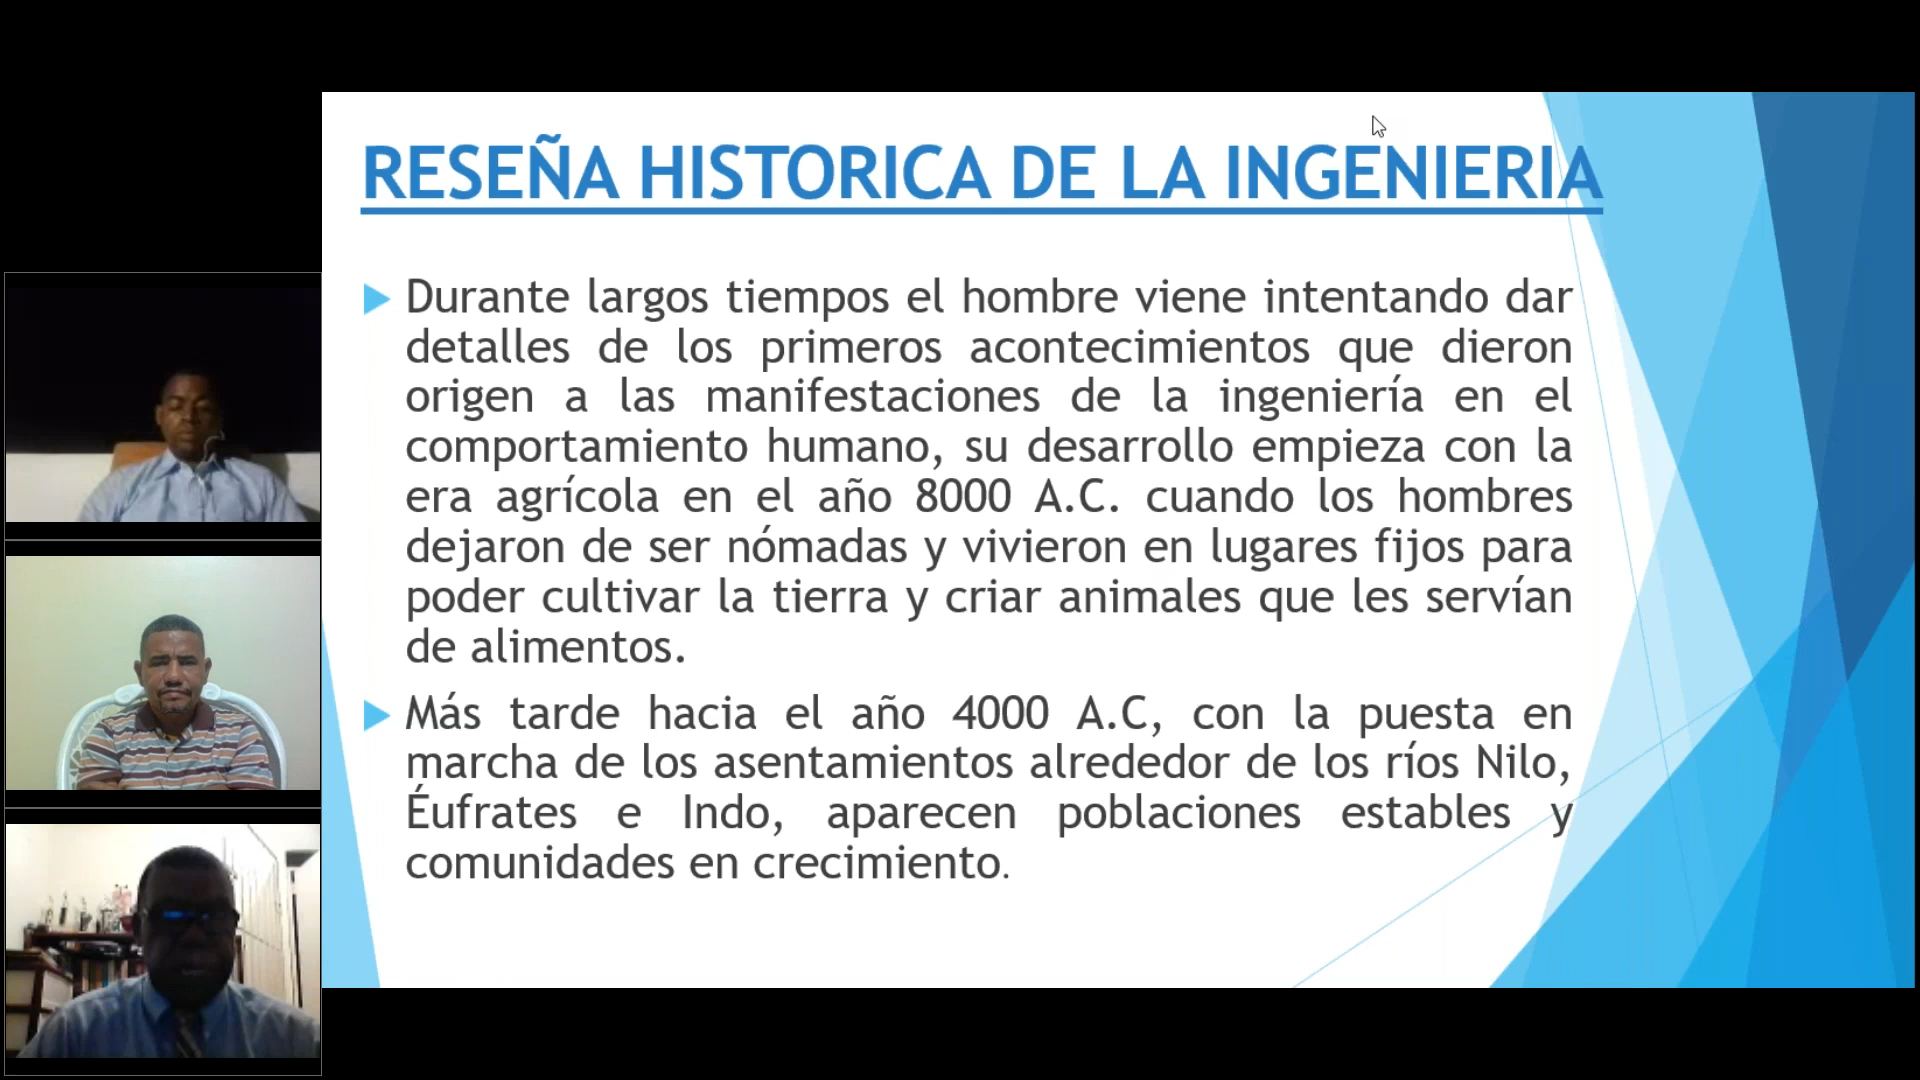 RESEÑA HISTORICA DE LA INGENIERIA
Durante largos tiempos el hombre viene intentando dar
detalles de los primeros acontecimientos que dieron
origen a las manifestaciones de la ingeniería en el
comportamiento humano, su desarrollo empieza con la
era agrícola en el año 8000 A.C. cuando los hombres
dejaron de ser nómadas y vivieron en lugares fijos para
poder cultivar la tierra y criar animales que les servían
de alimentos.
Más tarde hacia el año 4000 A.C, con la puesta en
marcha de los asentamientos alrededor de los ríos Nilo,
Éufrates e Indo, aparecen poblaciones estables y
comunidades en crecimiento.